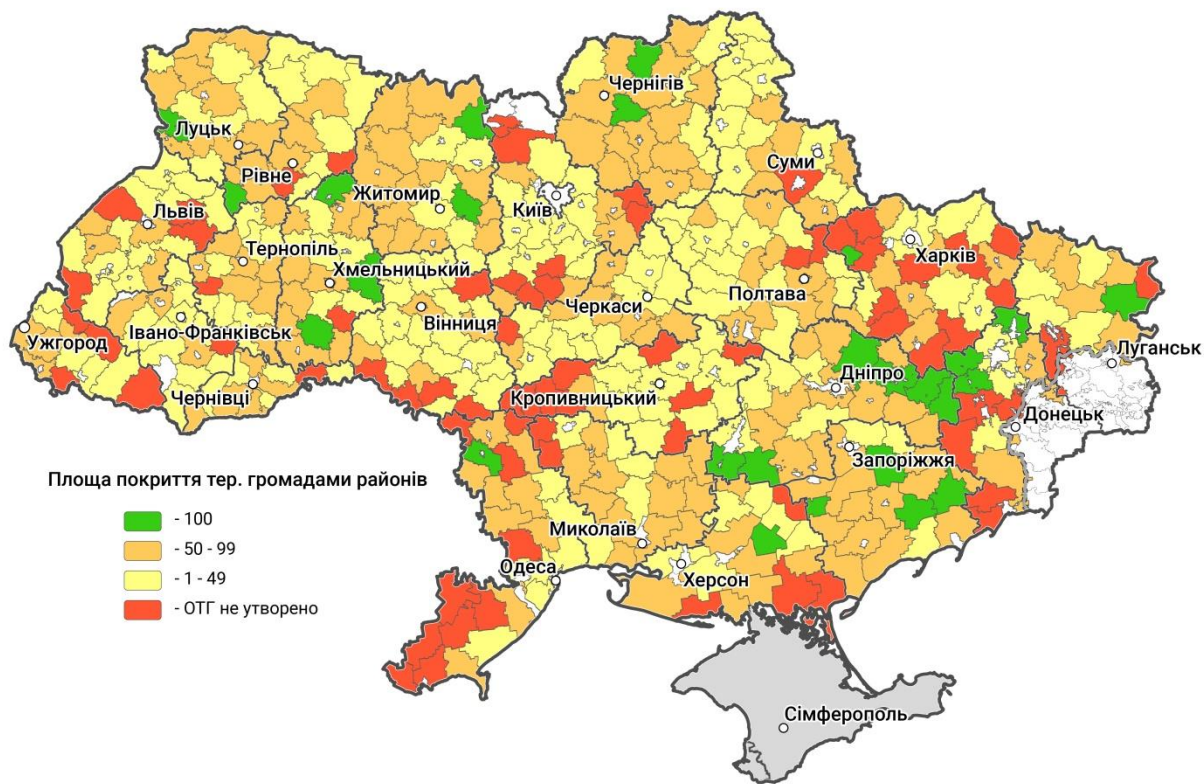 Чернігів
Луцьк
Рівне
Суми
Житомир
Київ
Львів
Харків
Тернопіль
Хмельницький
Полтава
Черкаси
Вінниця
Івано-Франківськ
Ужгород
Луганськ
Дніпро
Чернівці
Кропивницький
Донецьк
Запоріжжя
Площа покриття тер. громадами районів
- 100
- 50 - 99
- 1 - 49
- ОТГ не утворено
Миколаїв
Одеса
Херсон
Сімферополь